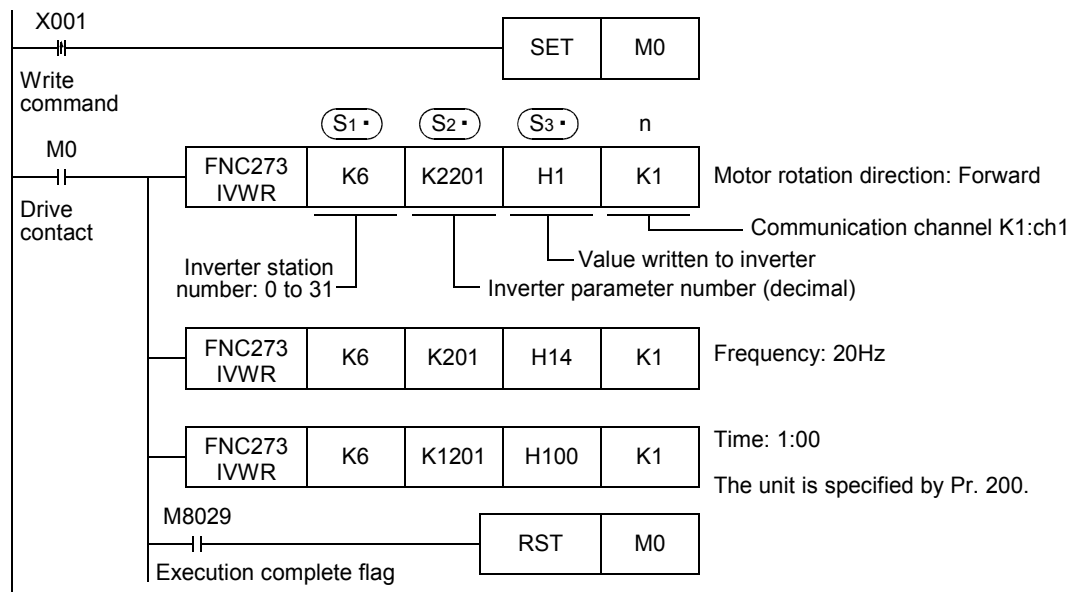 X001
SET M0
Write
command
S1・ S2・ S3・ n
M0
FNC273
IVWR
K6 K2201 H1 K1
Motor rotation direction: Forward
Drive
contact
Communication channel K1:ch1
Value written to inverter
Inverter station
number: 0 to 31
Inverter parameter number (decimal)
FNC273
IVWR
K6 K201 H14 K1
Frequency: 20Hz
FNC273
IVWR
K6 K1201 H100 K1
Time: 1:00
The unit is specified by Pr. 200.
M8029
RST M0
Execution complete flag